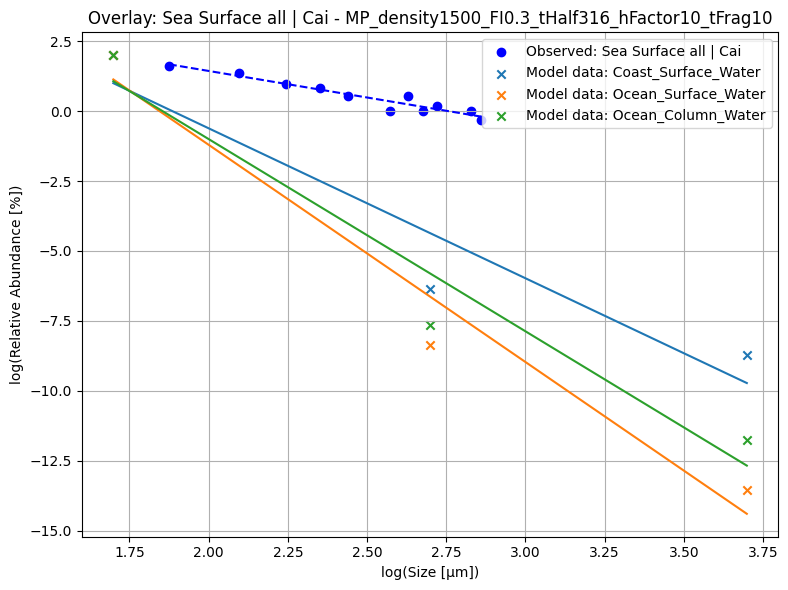 Overlay: Sea Surface all | Cai - MP_density1500_FI0.3_tHalf316_hFactor10_tFrag10
Observed: Sea Surface all | Cai
Model data: Coast_Surface_Water
Model data: Ocean_Surface_Water
Model data: Ocean_Column_Water
log(Relative Abundance [%])
2.5
0.0
−2.5
−5.0
−7.5
−10.0
−12.5
−15.0
1.75 2.00 2.25 2.50 2.75 3.00 3.25 3.50 3.75
log(Size [μm])